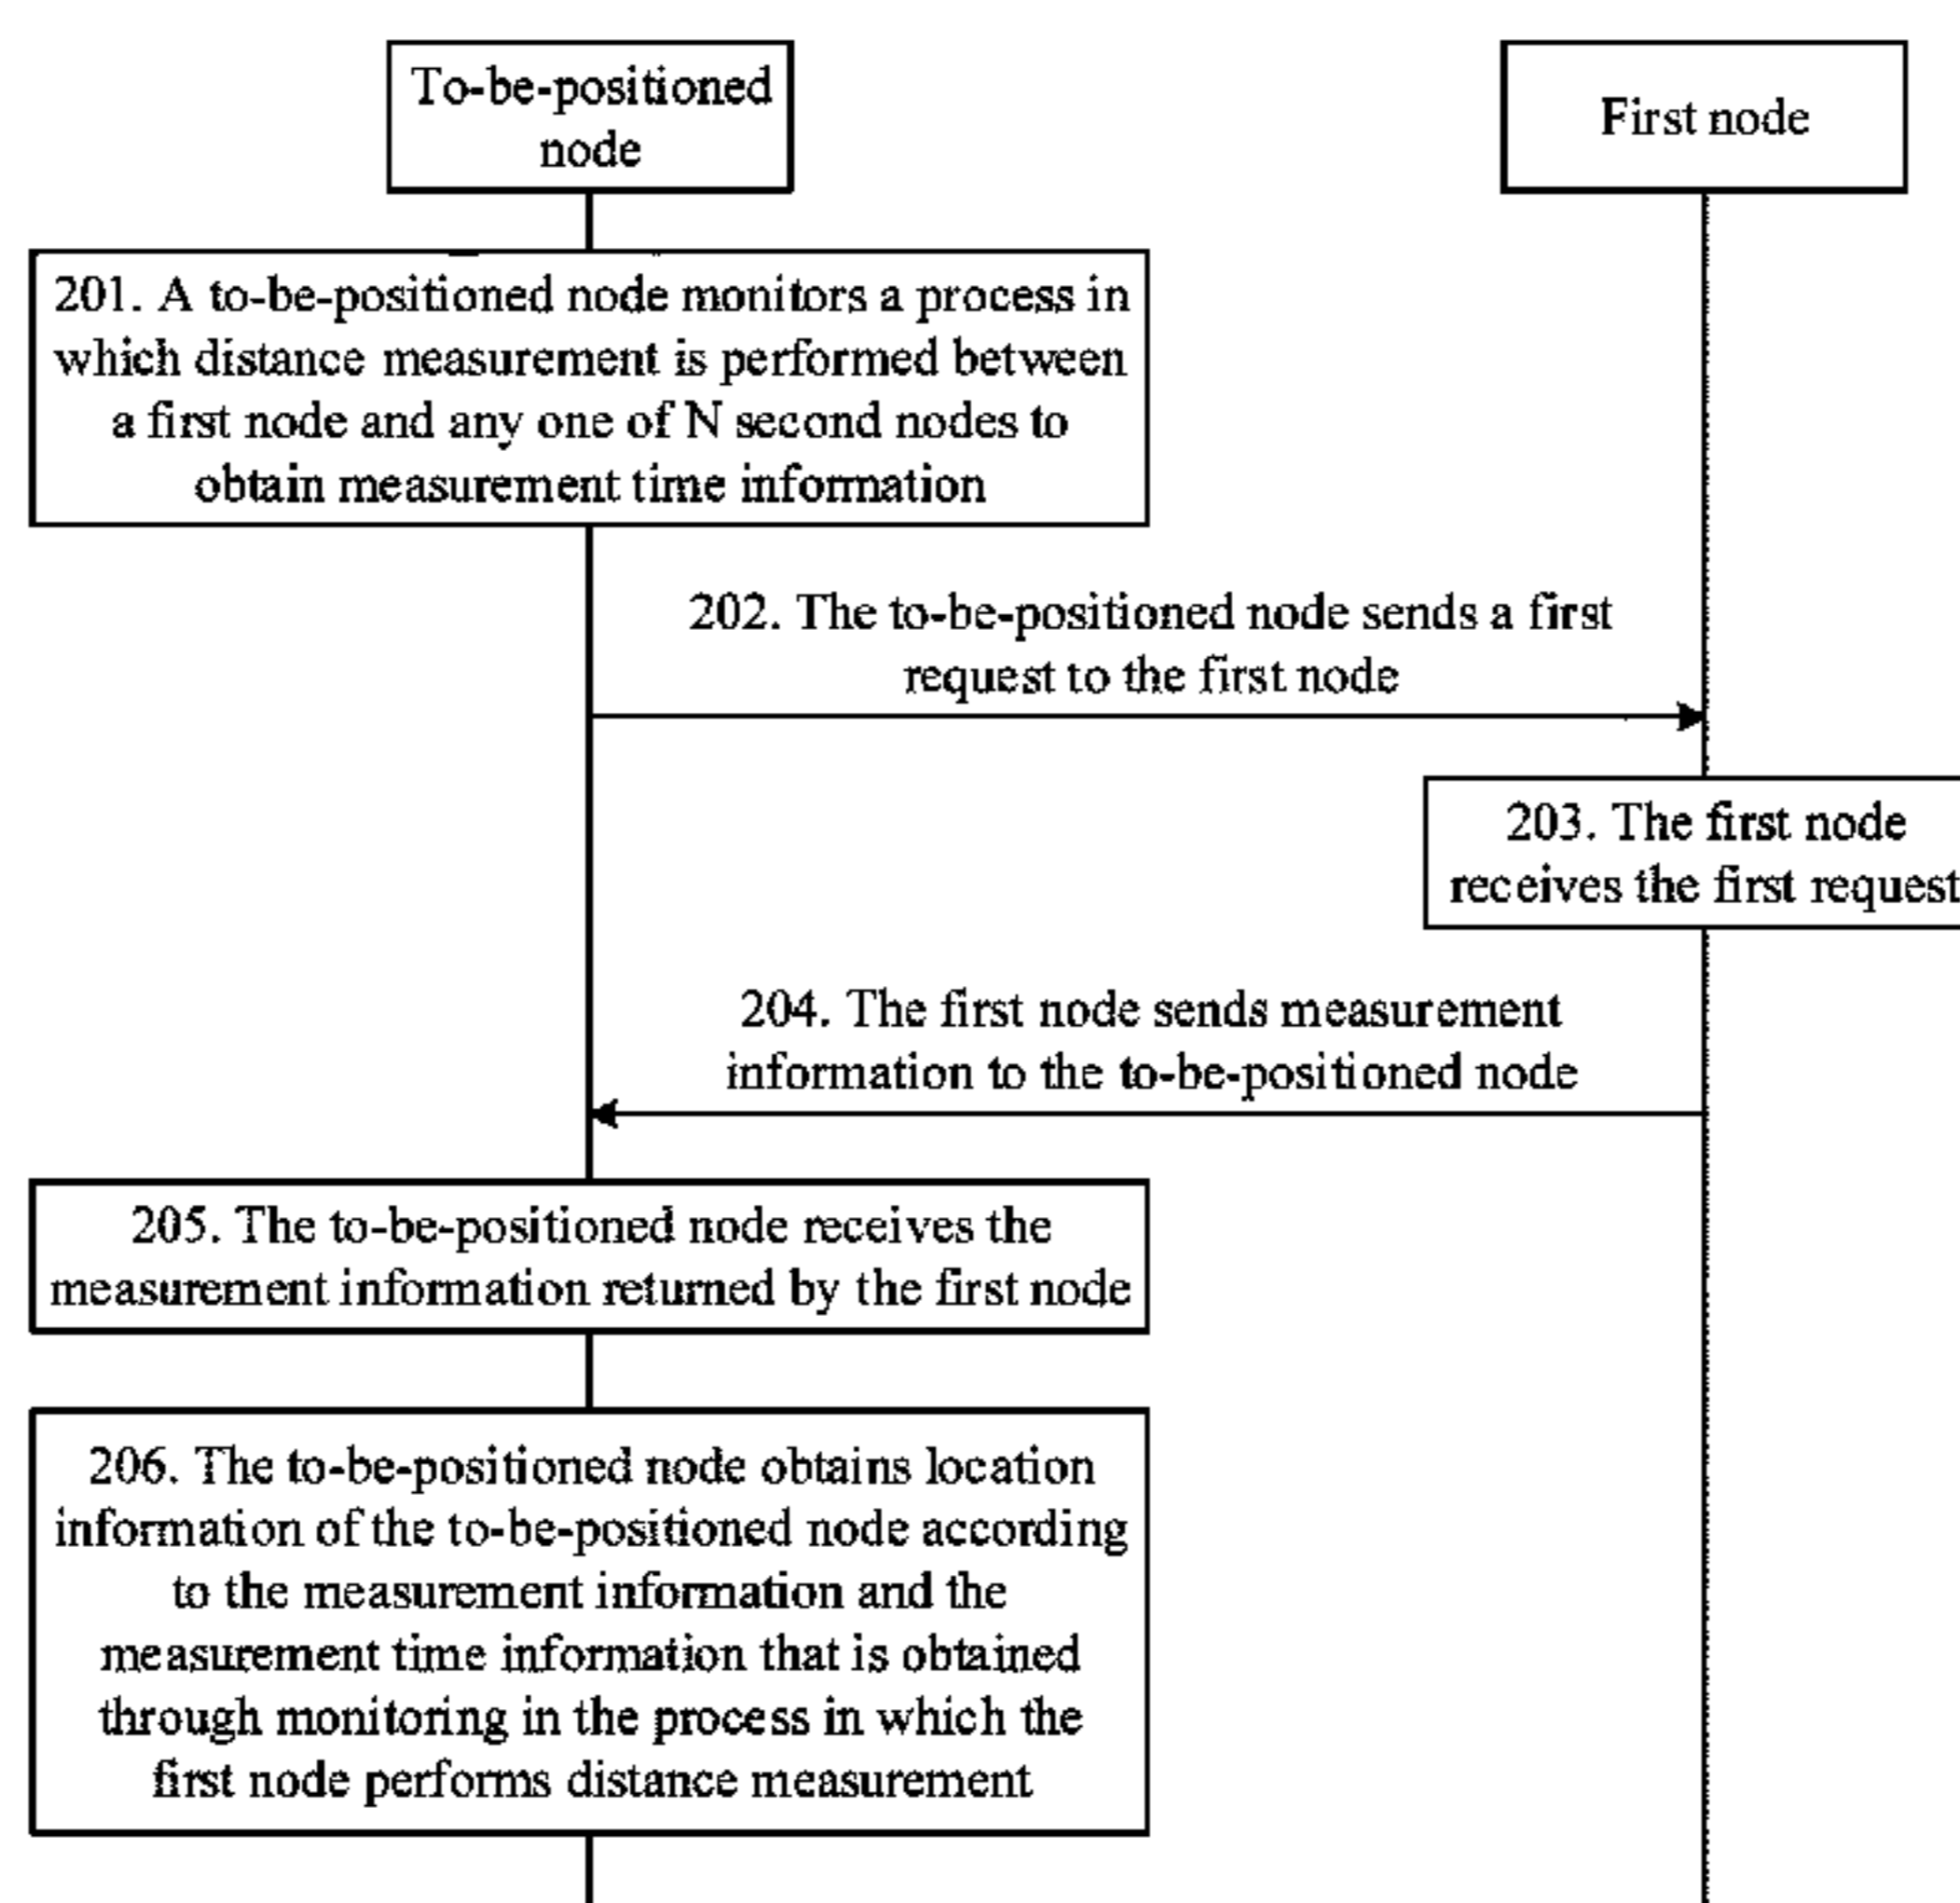 To-be-positioned
node
First node
201. A to-be-positioned node monitors a process in
which distance measurement is performed between
a first node and any one of N second nodes to
obtain measurement time information
202. The to-be-positioned node sends a first
request to the first node
203. The first node
receives the first request
204. The first node sends measurement
information to the to-be-positioned node
205. The to-be-positioned node receives the
measurement information returned by the first node
206. The to-be-positioned node obtains location
information of the to-be-positioned node according
to the measurement information and the
measurement time information that is obtained
through monitoring in the process in which the
first node performs distance measurement